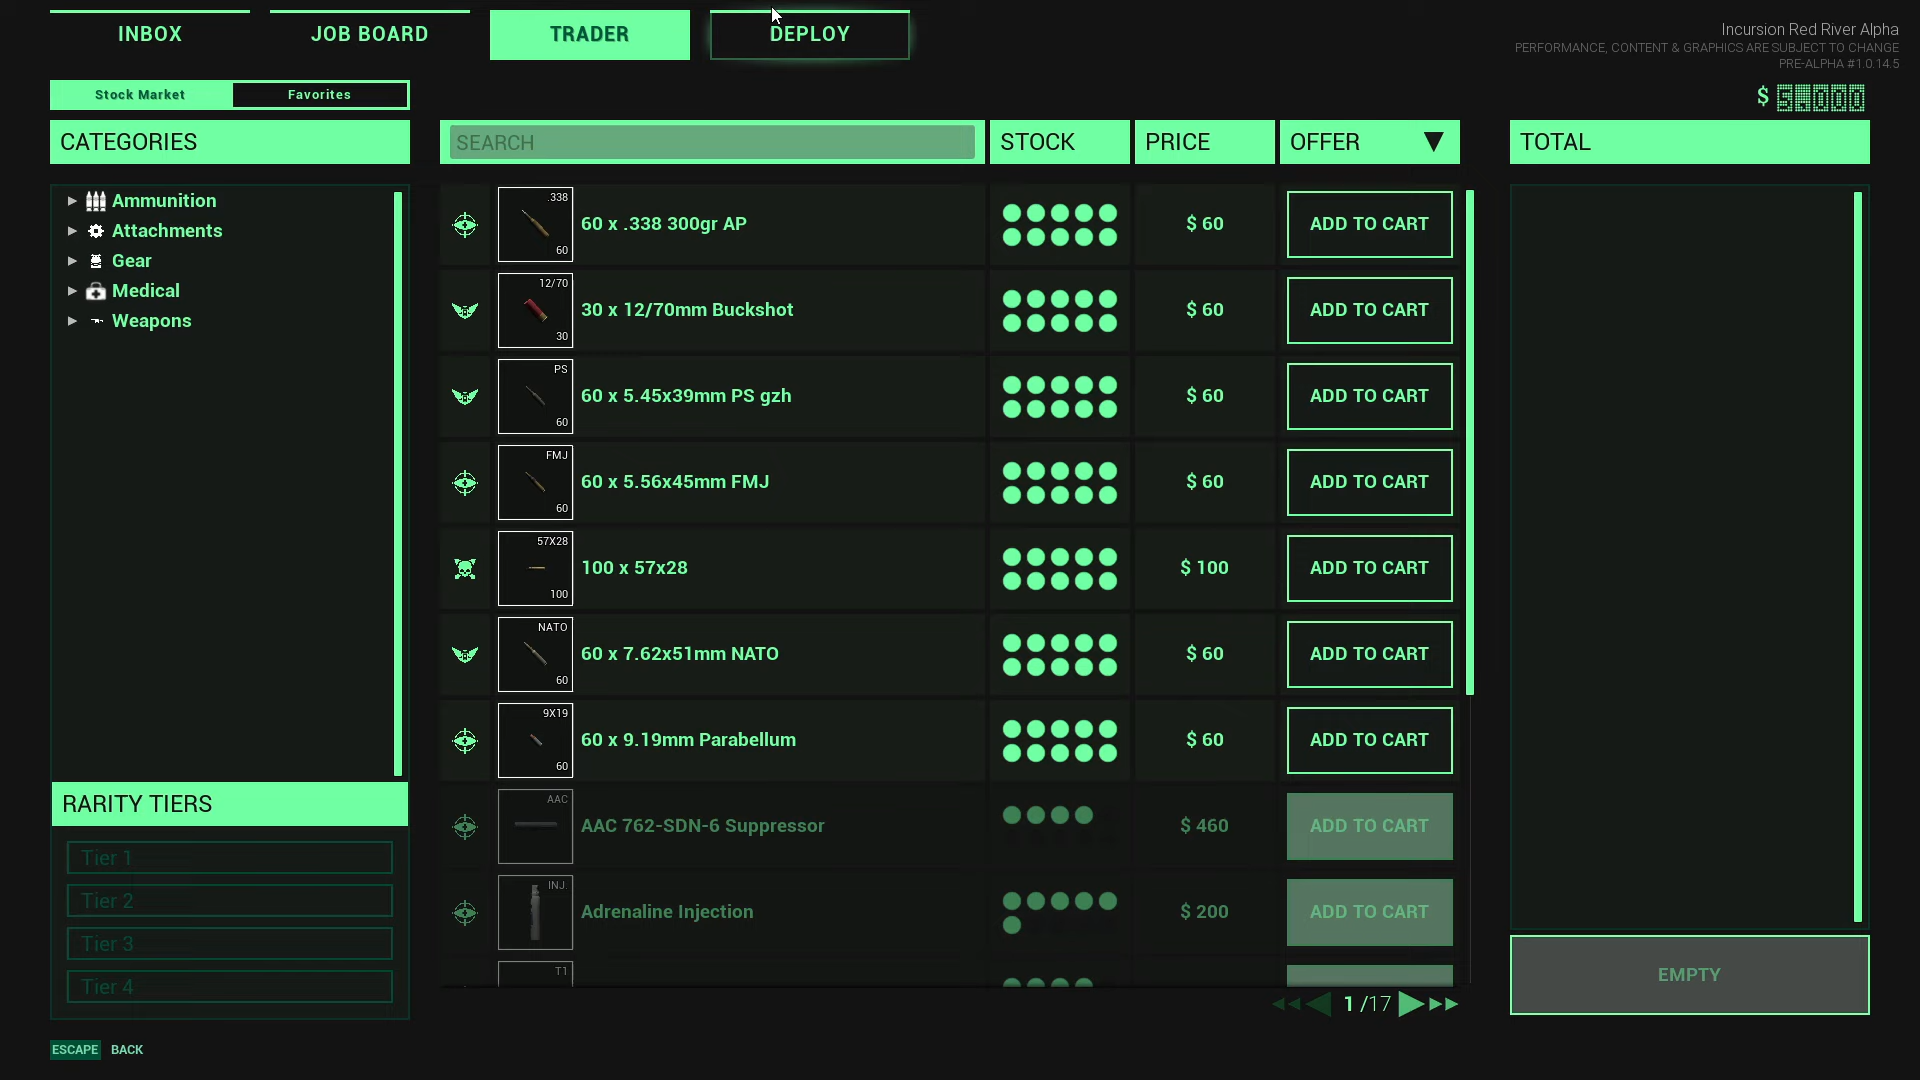 INBOX
JOB BOARD
TRADER
DEPLOY
Incursion Red River Alpha
PERFORMANCE, CONTENT & GRAPHICS ARE SUBJECT TO CHANGE
PRE-ALPHA #1.0.14.5
Stock Market
Favorites
$
CATEGORIES
SEARCH
STOCK
PRICE
OFFER
TOTAL
Ammunition
Attachments
Gear
Medical
Weapons
.338
60
60 x .338 300gr AP
$ 60
ADD TO CART
12/70
30
30 x 12/70mm Buckshot
$ 60
ADD TO CART
PS
60
60 x 5.45x39mm PS gzh
$ 60
ADD TO CART
FMJ
60
60 x 5.56x45mm FMJ
$ 60
ADD TO CART
57X28
100
100 x 57x28
$ 100
ADD TO CART
NATO
60
60 x 7.62x51mm NATO
$ 60
ADD TO CART
9X19
60
60 x 9.19mm Parabellum
$ 60
ADD TO CART
AAC
AAC 762-SDN-6 Suppressor
$ 460
ADD TO CART
INJ.
Adrenaline Injection
$ 200
ADD TO CART
T1
RARITY TIERS
Tier 1
Tier 2
Tier 3
Tier 4
1 /17
EMPTY
ESCAPE BACK